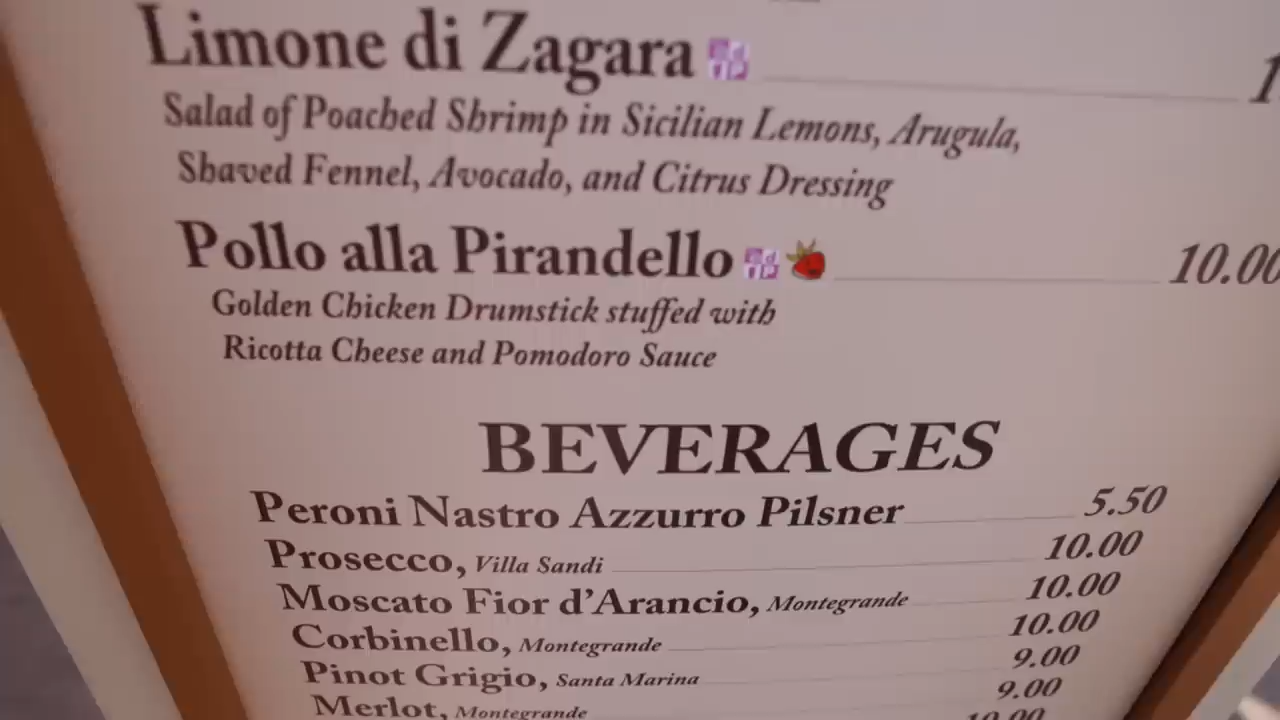 Limone di Zagara
Salad of Poached Shrimp in Sicilian Lemons, Arugula,
Shaved Fennel, Avocado, and Citrus Dressing
Pollo alla Pirandello 10.00
Golden Chicken Drumstick stuffed with
Ricotta Cheese and Pomodoro Sauce
BEVERAGES
Peroni Nastro Azzurro Pilsner 5.50
Prosecco, Villa Sandi 10.00
Moscato Fior d'Arancio, Montegrande 10.00
Corbinello, Montegrande 10.00
Pinot Grigio, Santa Marina 9.00
Merlot, Montegrande 9.00
10.00